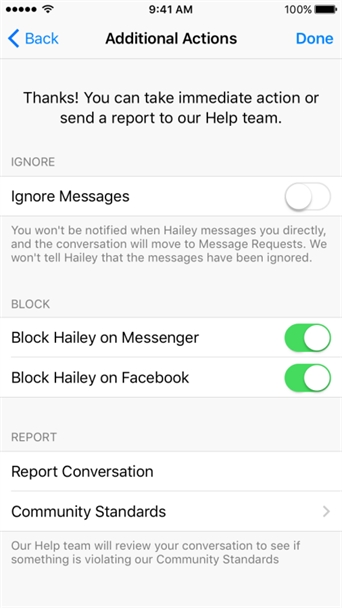 9:41 AM 100%
Back Additional Actions Done
Thanks! You can take immediate action or
send a report to our Help team.
IGNORE
Ignore Messages
You won't be notified when Hailey messages you directly,
and the conversation will move to Message Requests. We
won't tell Hailey that the messages have been ignored.
BLOCK
Block Hailey on Messenger
Block Hailey on Facebook
REPORT
Report Conversation
Community Standards
Our Help team will review your conversation to see if
something is violating our Community Standards